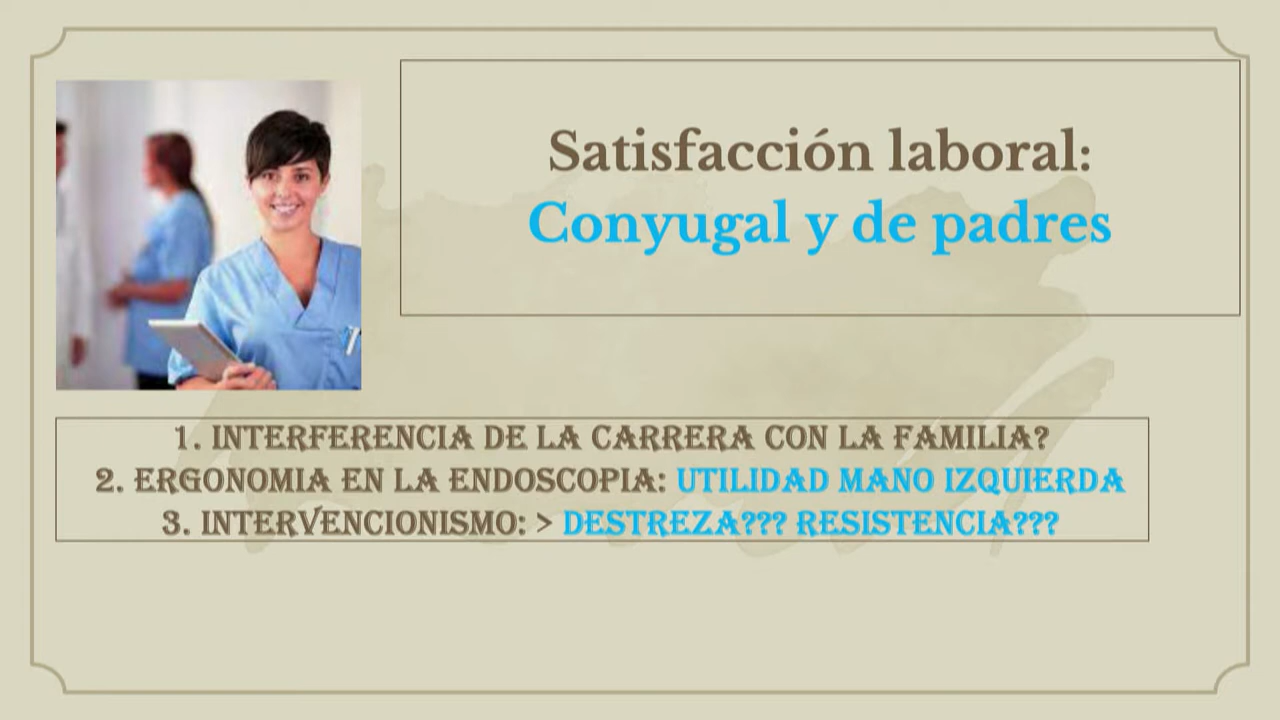 Satisfacción laboral:
Conyugal y de padres
1. INTERFERENCIA DE LA CARRERA CON LA FAMILIA?
2. ERGONOMIA EN LA ENDOSCOPIA: UTILIDAD MANO IZQUIERDA
3. INTERVENCIONISMO: > DESTREZA??? RESISTENCIA???